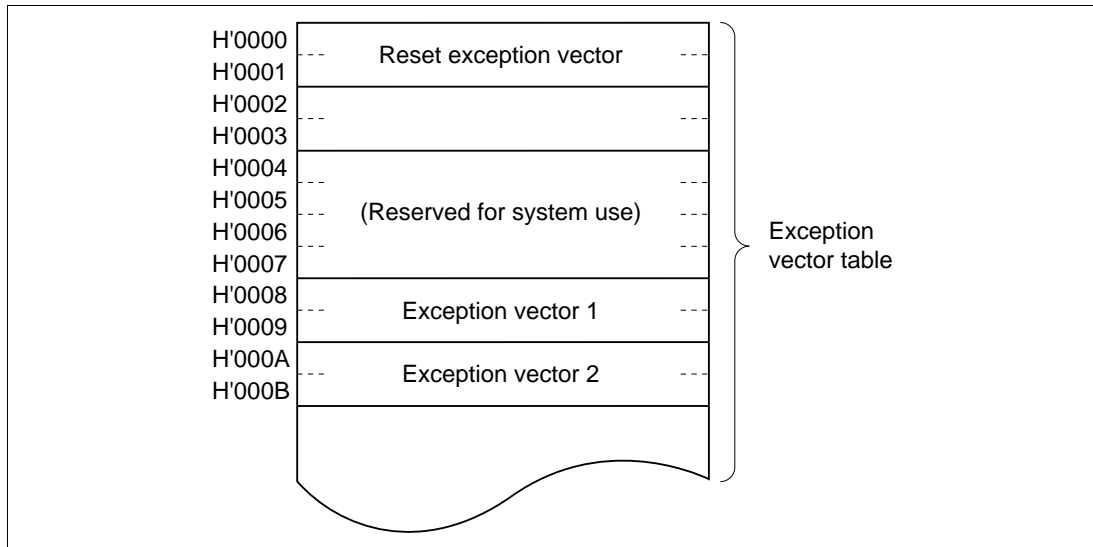 H'0000
Reset exception vector
H'0001
H'0002
H'0003
H'0004
H'0005
(Reserved for system use)
H'0006
H'0007
H'0008
Exception vector 1
H'0009
H'000A
Exception vector 2
H'000B
Exception
vector table